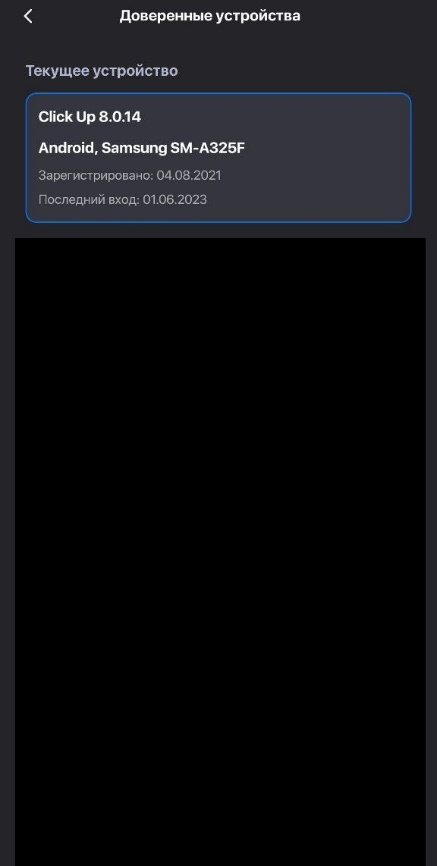 Доверенные устройства
Текущее устройство
Click Up 8.0.14
Android, Samsung SM-A325F
Зарегистрировано: 04.08.2021
Последний вход: 01.06.2023